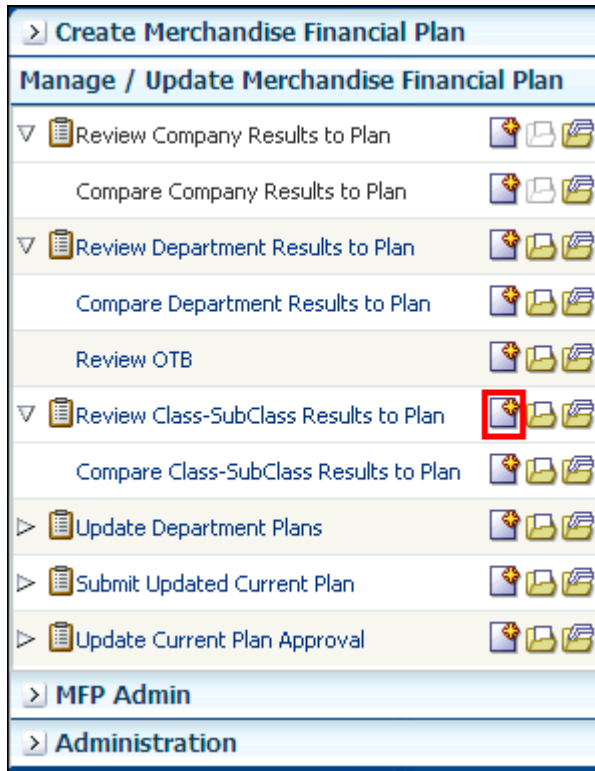 Create Merchandise Financial Plan
Manage / Update Merchandise Financial Plan
Review Company Results to Plan
Compare Company Results to Plan
Review Department Results to Plan
Compare Department Results to Plan
Review OTB
Review Class-SubClass Results to Plan
Compare Class-SubClass Results to Plan
Update Department Plans
Submit Updated Current Plan
Update Current Plan Approval
MFP Admin
Administration